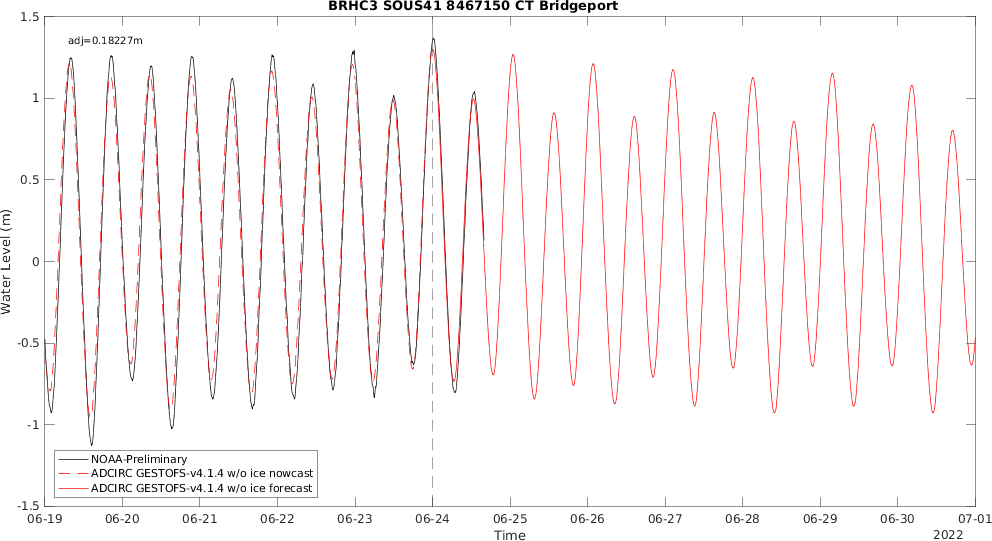 BRHC3 SOUS41 8467150 CT Bridgeport
adj=0.18227m
1.5
1
0.5
0
-0.5
-1
-1.5
Water Level (m)
NOAA-Preliminary
ADCIRC GESTOFS-v4.1.4 w/o ice nowcast
ADCIRC GESTOFS-v4.1.4 w/o ice forecast
06-19 06-20 06-21 06-22 06-23 06-24 06-25 06-26 06-27 06-28 06-29 06-30 07-01
Time
2022